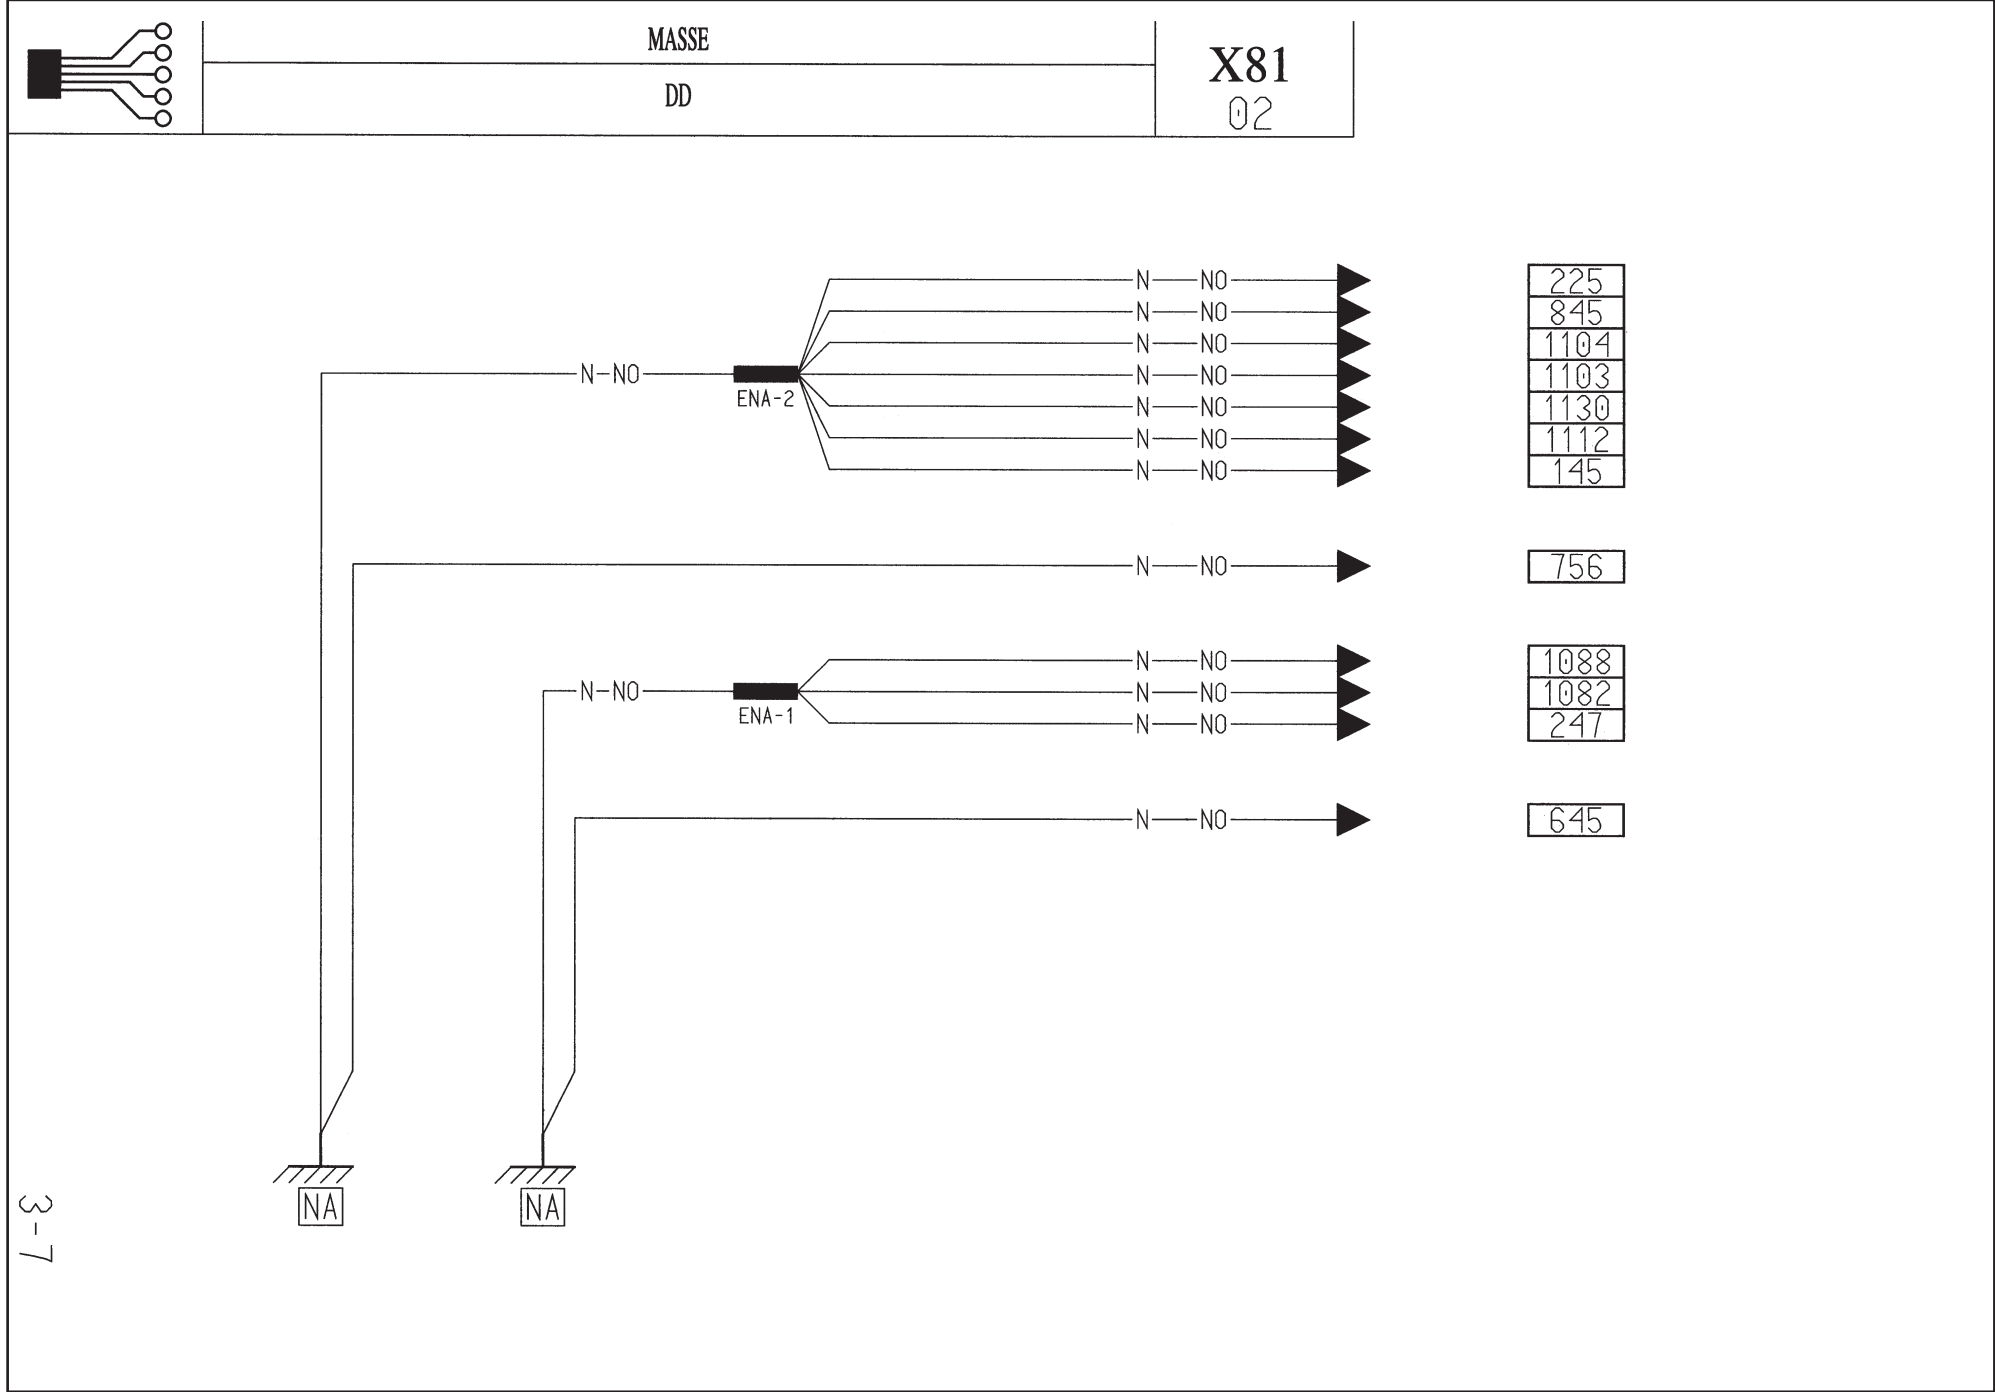 MASSE
DD
X81
02
N NO 225
N NO 845
N NO 1104
N-NO N NO 1103
ENA-2
N NO 1130
N NO 1112
N NO 145
N NO 756
N NO 1088
N-NO N NO 1082
ENA-1
N NO 247
N NO 645
NA NA
3-7